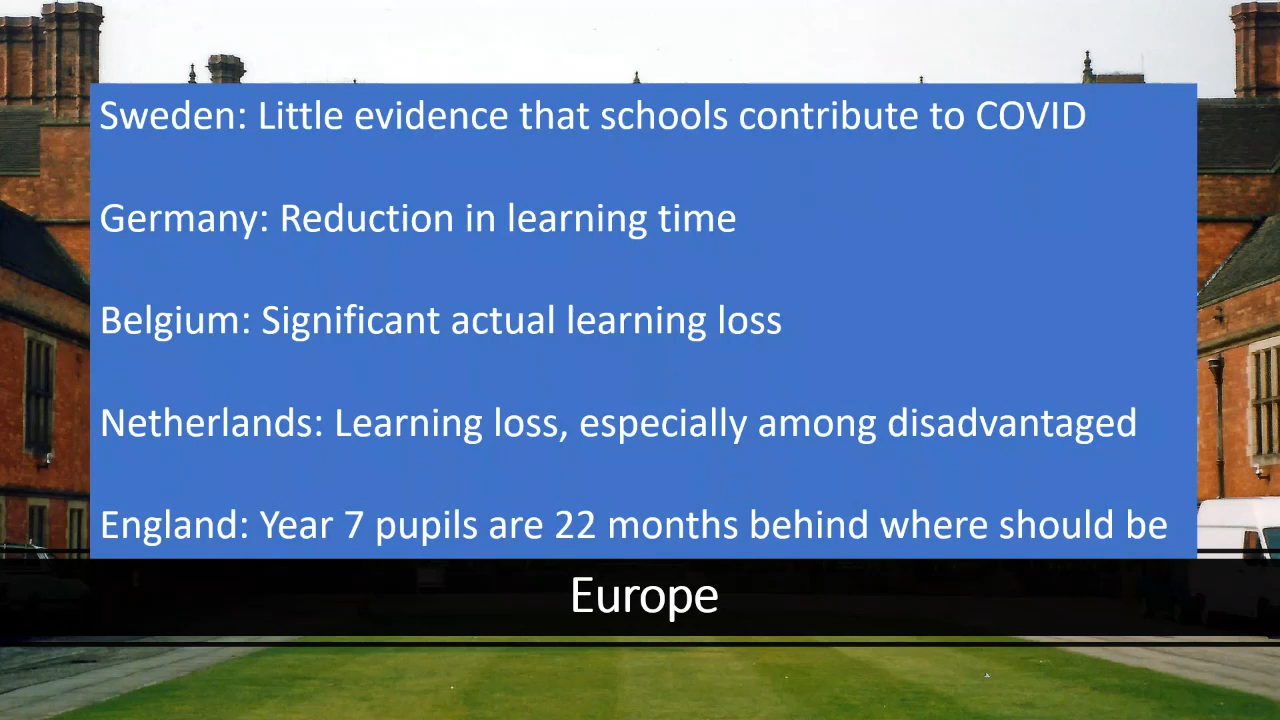 Sweden: Little evidence that schools contribute to COVID
Germany: Reduction in learning time
Belgium: Significant actual learning loss
Netherlands: Learning loss, especially among disadvantaged
England: Year 7 pupils are 22 months behind where should be
Europe